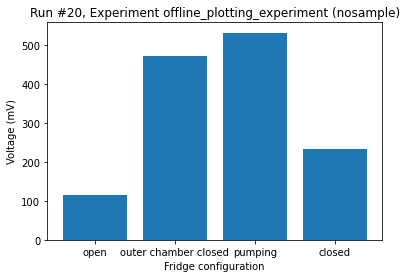 Run #20, Experiment offline_plotting_experiment (nosample)
500
400
300
200
100
0
Voltage (mV)
open outer chamber closed pumping closed
Fridge configuration